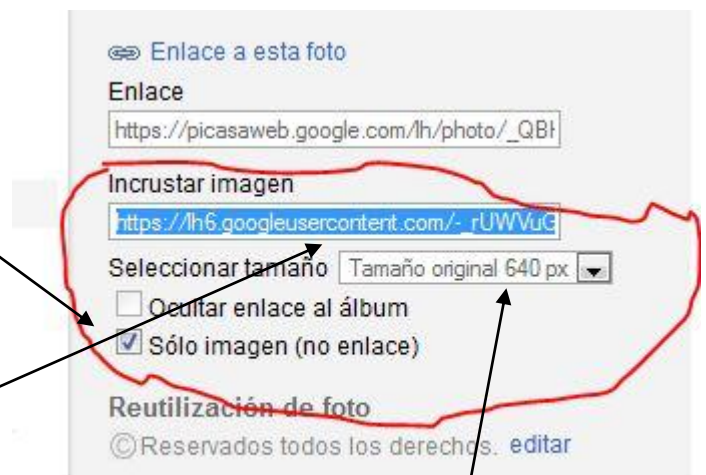 Enlace a esta foto
Enlace
https://picasaweb.google.com/lh/photo/_QBH
Incrustar imagen
https://lh6.googleusercontent.com/-_rUWVuG
Seleccionar tamaño Tamaño original 640 px
Ocultar enlace al álbum
Sólo imagen (no enlace)
Reutilización de foto
©Reservados todos los derechos. editar